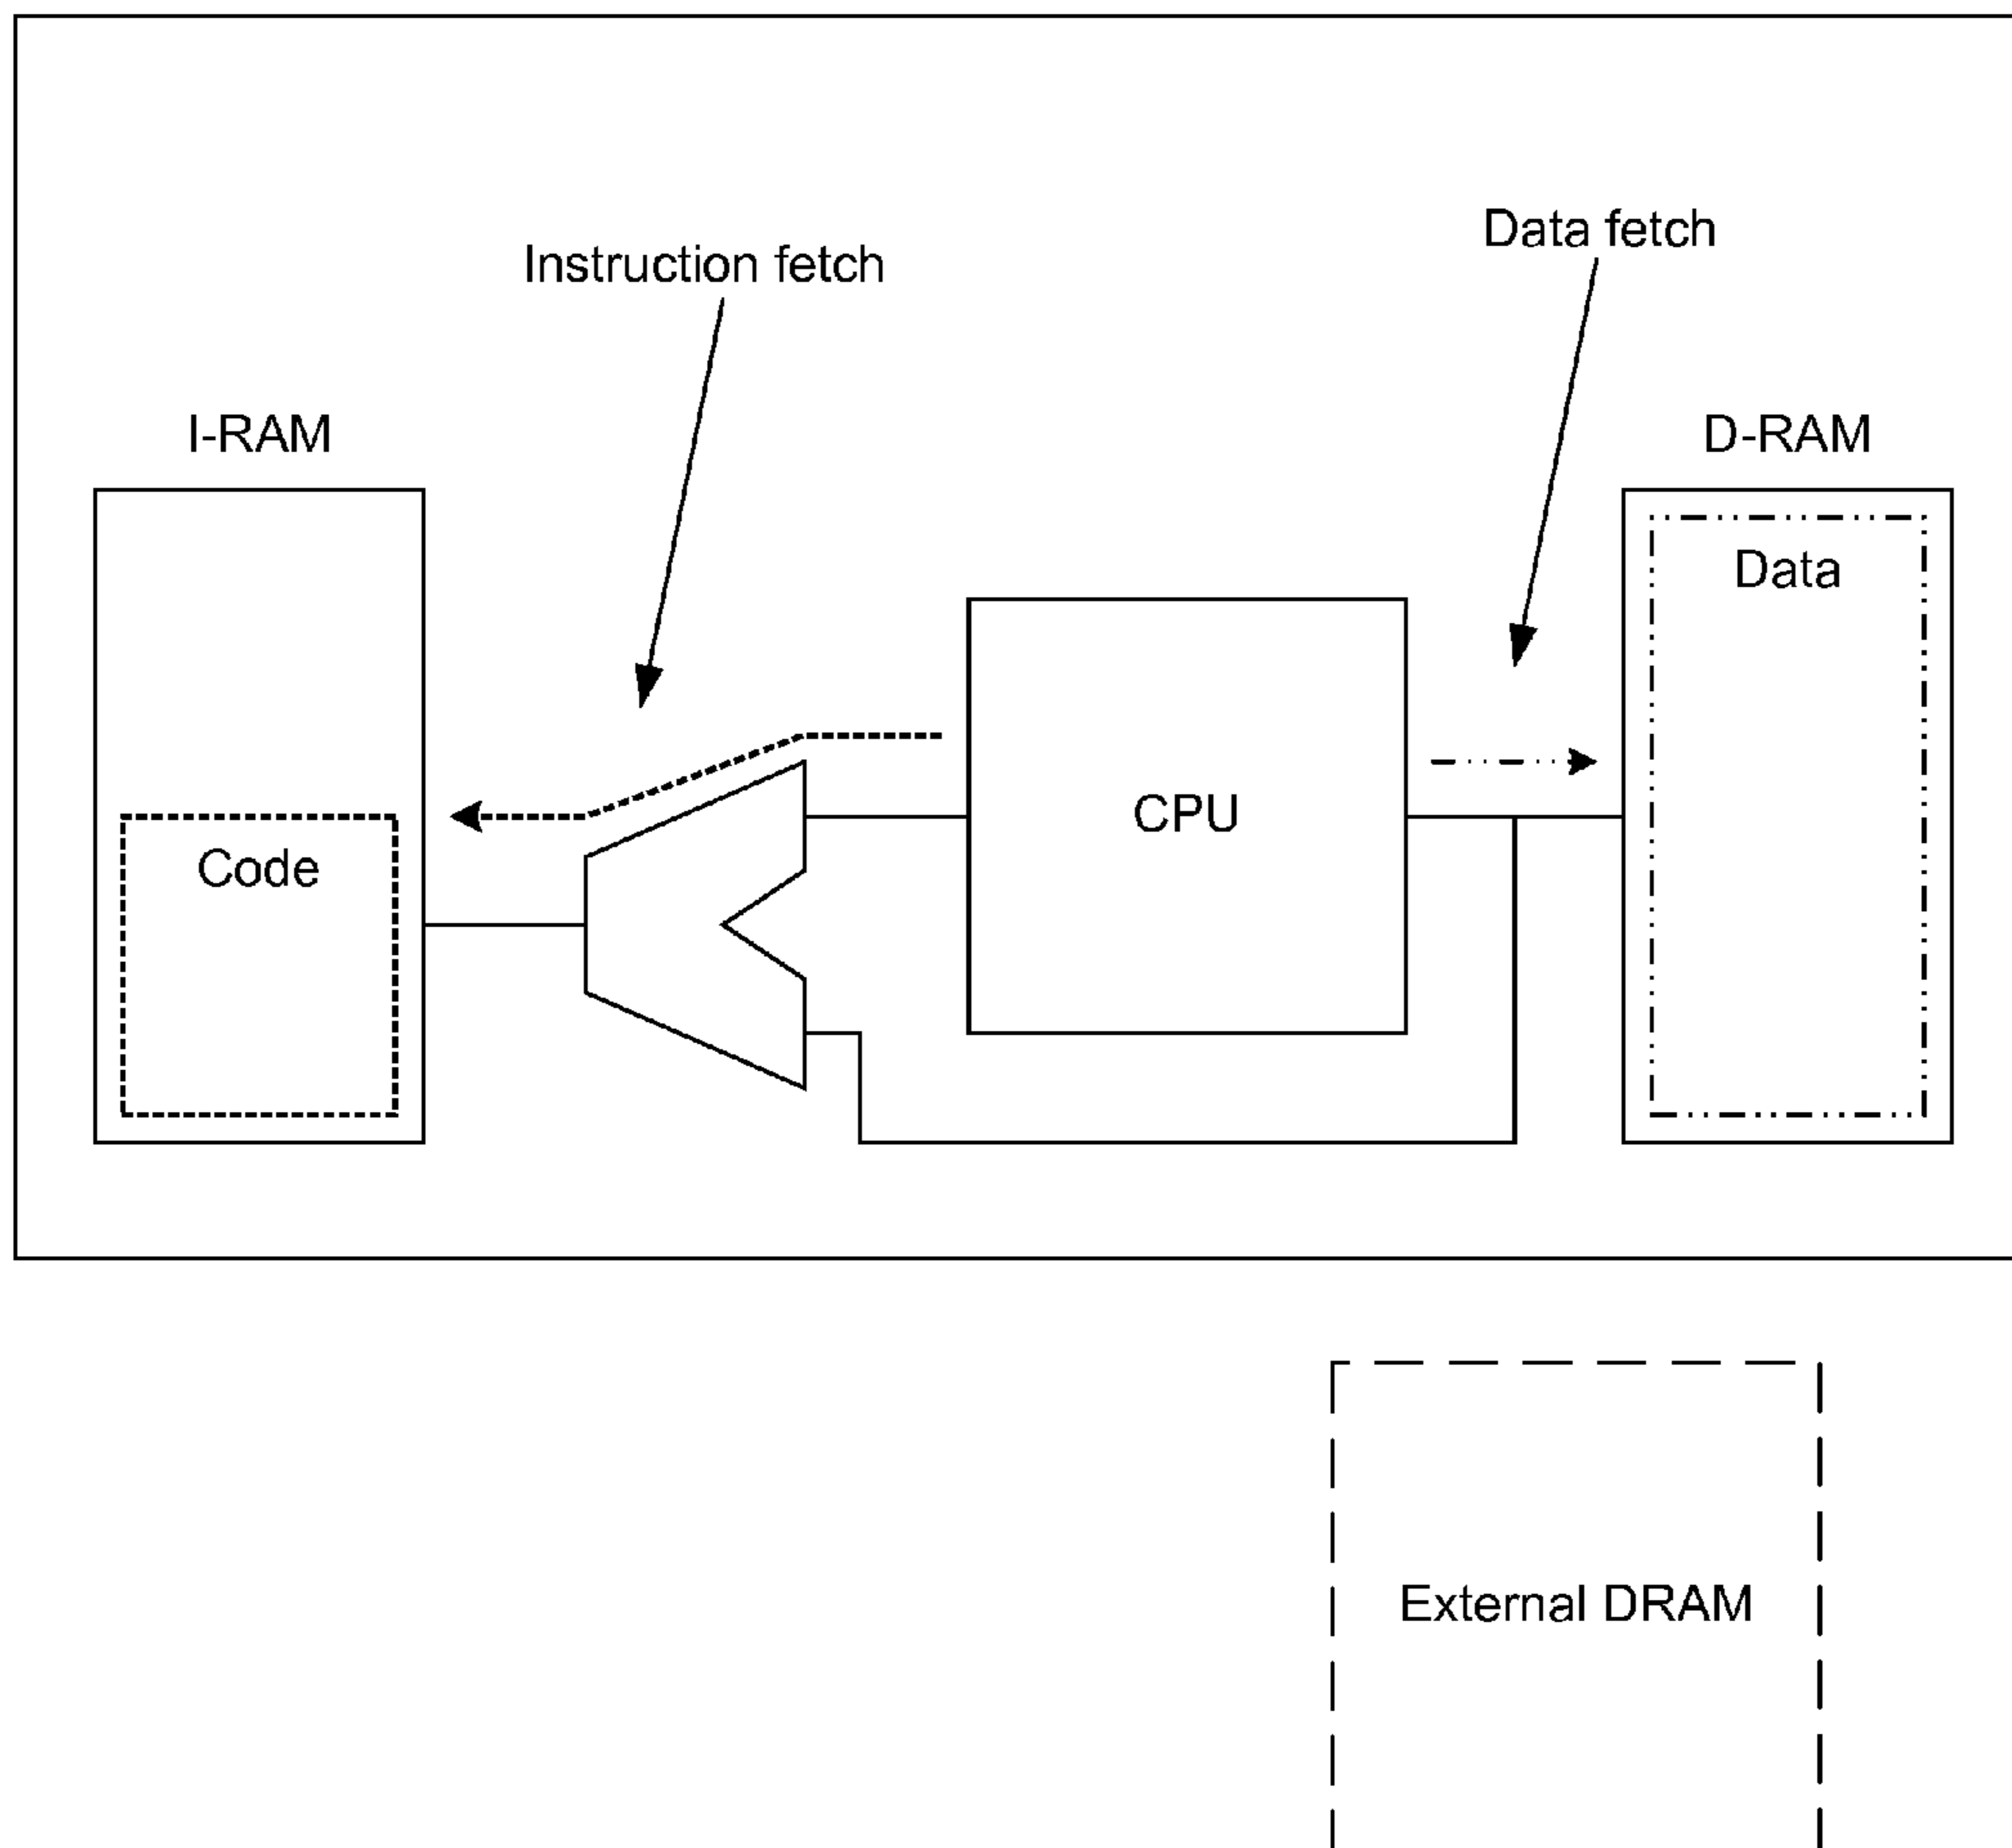 Data fetch
Instruction fetch
I-RAM
D-RAM
Data
CPU
Code
External DRAM